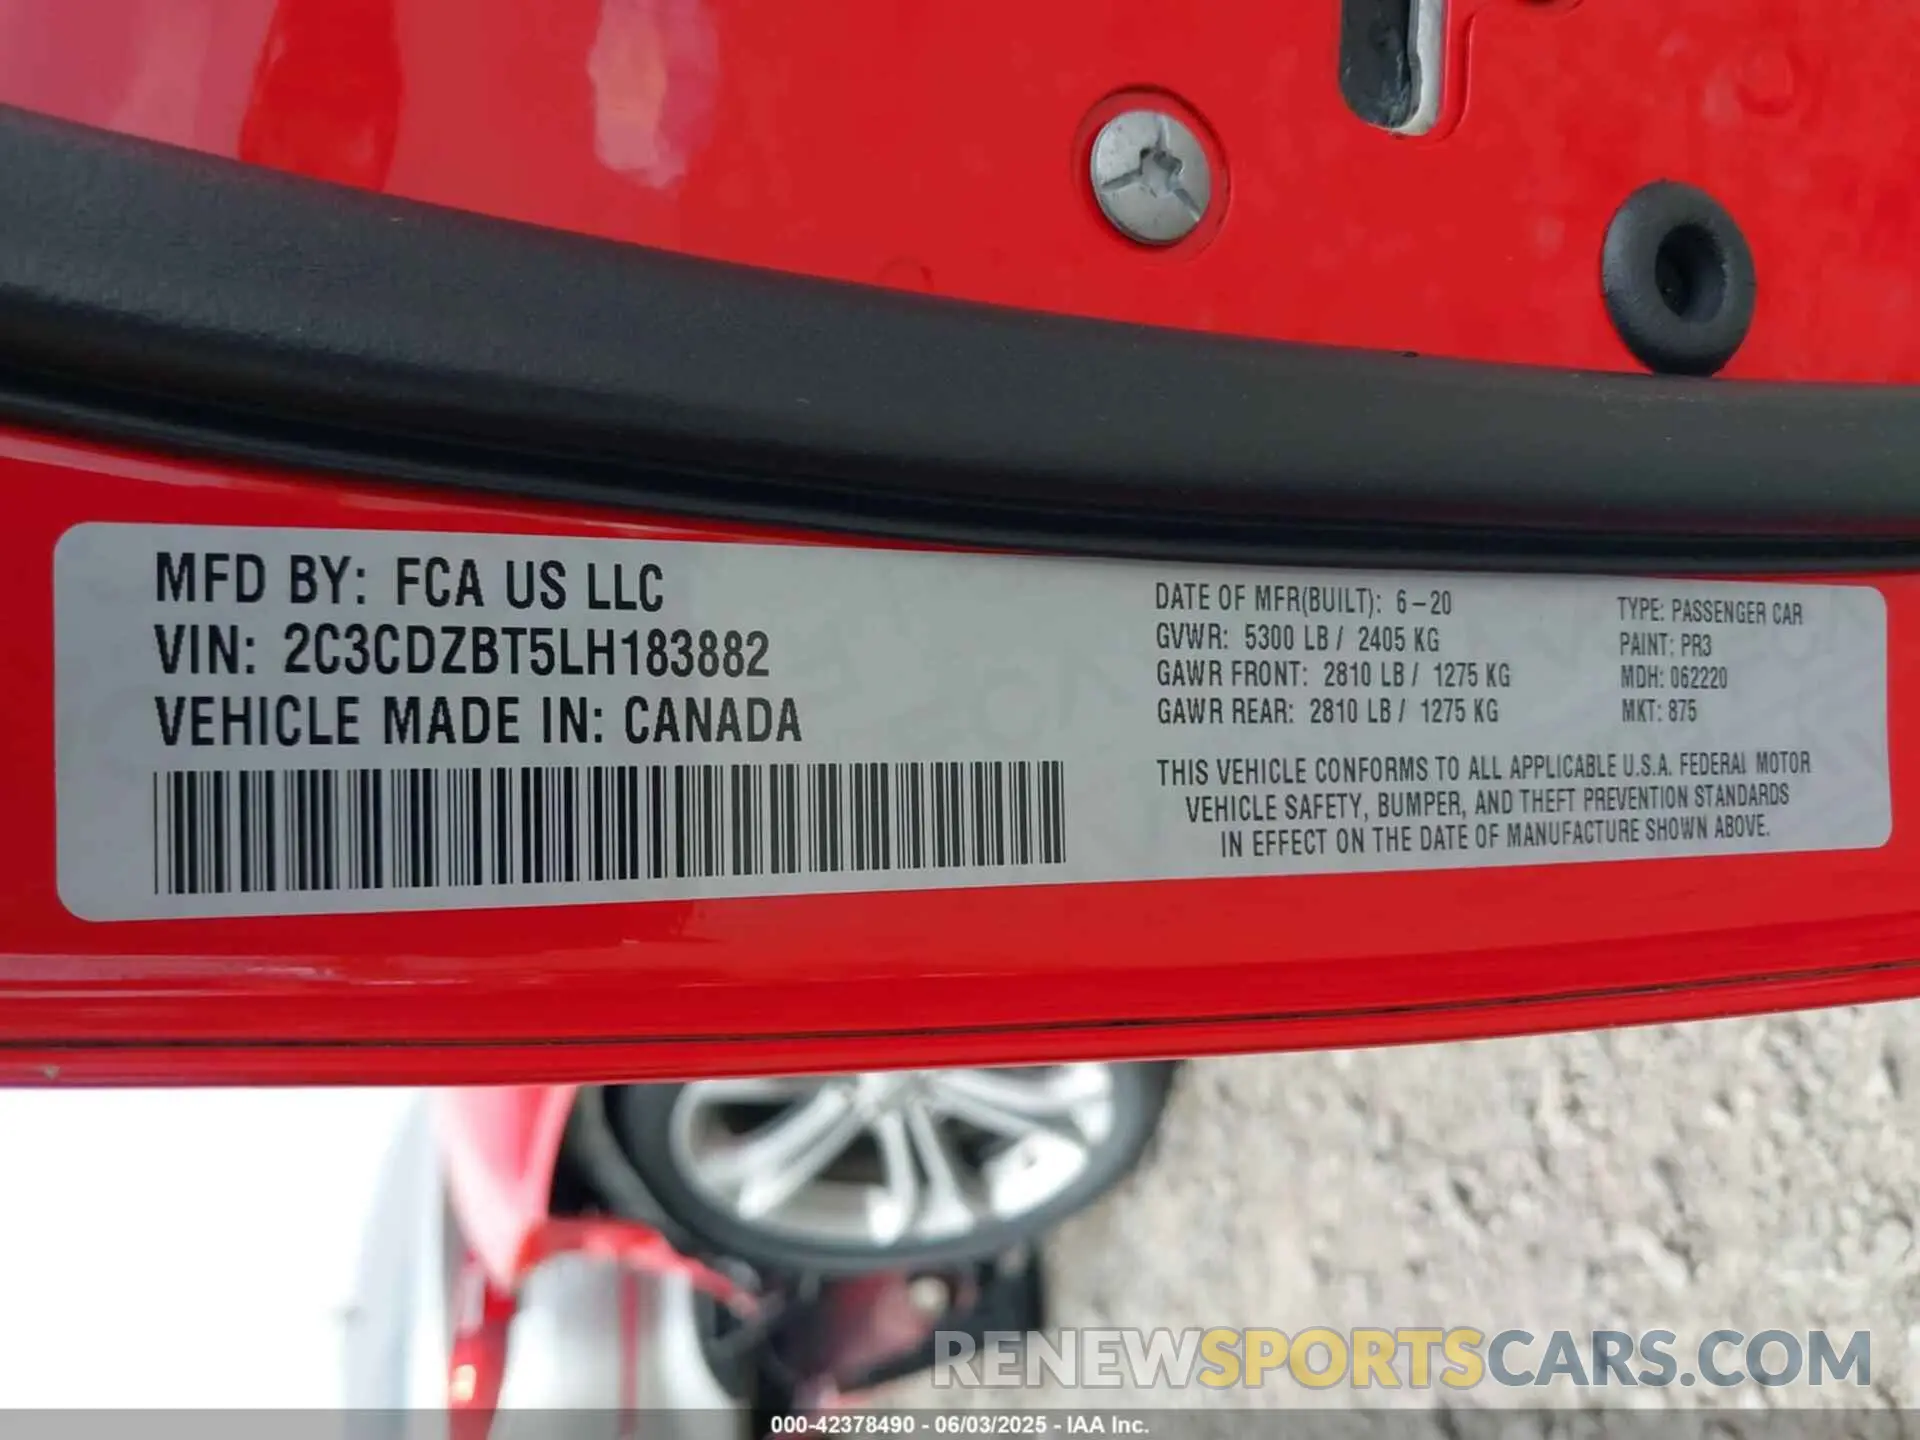 MFD BY: FCA US LLC
VIN: 2C3CDZBT5LH183882
VEHICLE MADE IN: CANADA
DATE OF MFR(BUILT): 6-20
GVWR: 5300 LB / 2405 KG
GAWR FRONT: 2810 LB / 1275 KG
GAWR REAR: 2810 LB / 1275 KG
TYPE: PASSENGER CAR
PAINT: PR3
MDH: 062220
MKT: 875
THIS VEHICLE CONFORMS TO ALL APPLICABLE U.S.A. FEDERAL MOTOR
VEHICLE SAFETY, BUMPER, AND THEFT PREVENTION STANDARDS
IN EFFECT ON THE DATE OF MANUFACTURE SHOWN ABOVE.
RENEWSPORTSCARS.COM
000-42378490 - 06/03/2025 - IAA Inc.